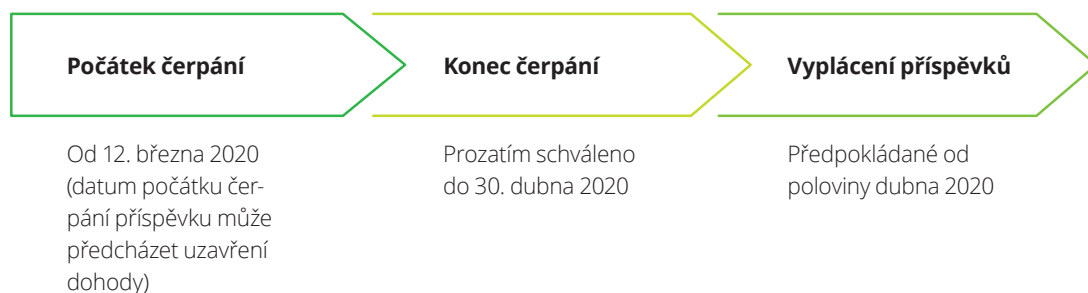 Počátek čerpání
Od 12. března 2020
(datum počátku čer-
pání příspěvku může
předcházet uzavření
dohody)
Konec čerpání
Prozatím schváleno
do 30. dubna 2020
Vyplácení příspěvků
Předpokládané od
poloviny dubna 2020